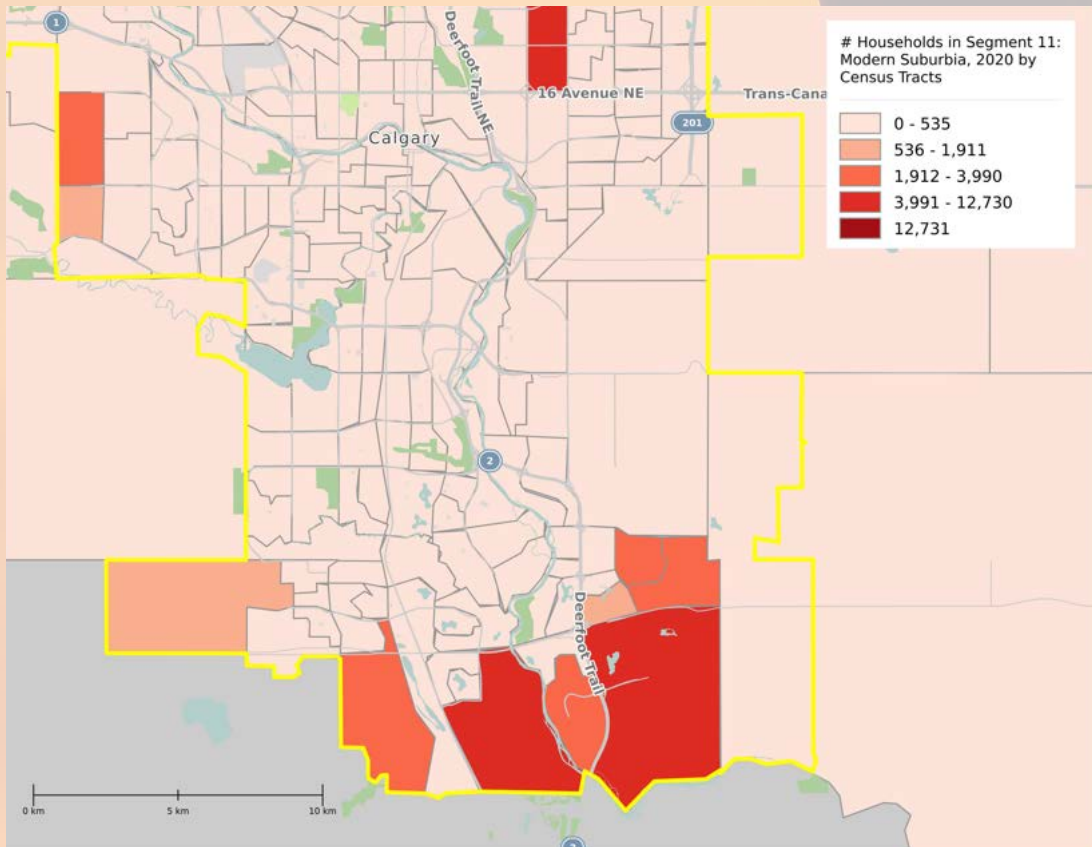 1
Deerfoot Trail NE
16 Avenue NE
Trans-Cana
201
Calgary
2
Deerfoot Trail
0 km
5 km
10 km
# Households in Segment 11:
Modern Suburbia, 2020 by
Census Tracts
0 - 535
536 - 1,911
1,912 - 3,990
3,991 - 12,730
12,731